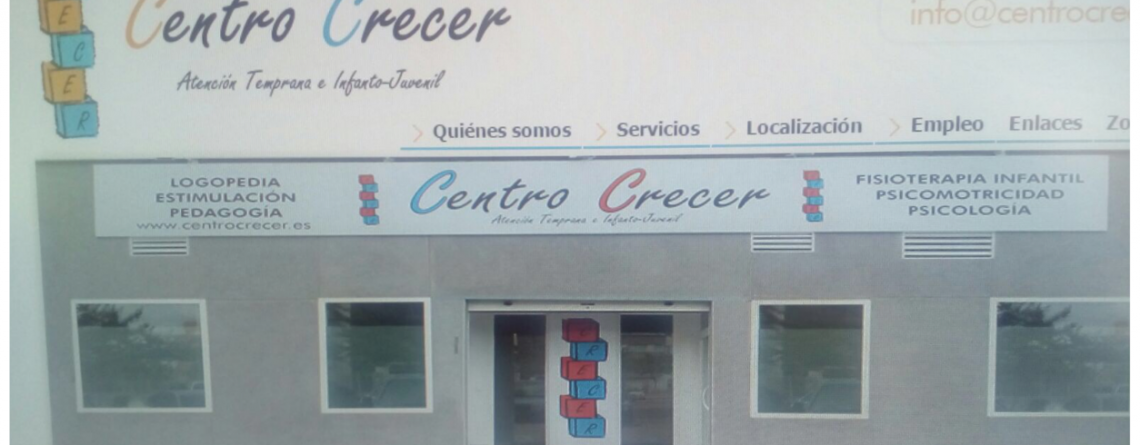 E
C
E
R
Centro Crecer
Atención Temprana e Infanto-Juvenil
info@centrocre
Quiénes somos
Servicios
Localización
Empleo
Enlaces
Zo
LOGOPEDIA
ESTIMULACIÓN
PEDAGOGÍA
www.centrocrecer.es
Centro Crecer
Atención Temprana e Infanto-Juvenil
FISIOTERAPIA INFANTIL
PSICOMOTRICIDAD
PSICOLOGÍA
R
E
C
E
R